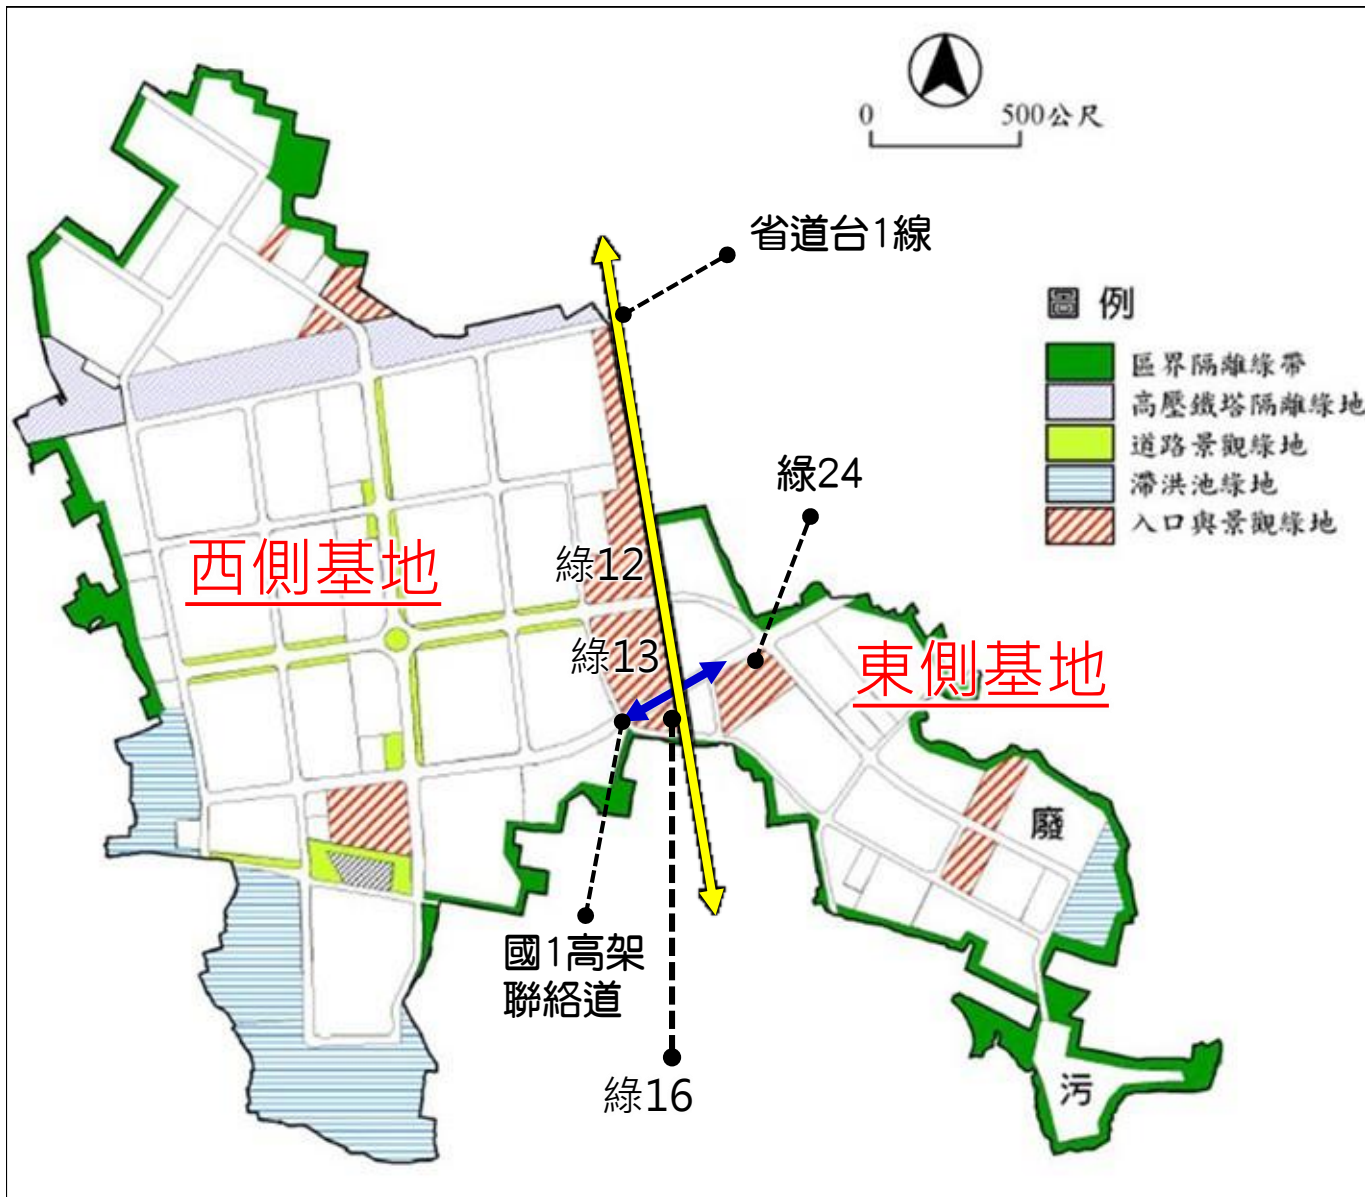 0 500公尺
省道台1線
圖例
區界隔離綠帶
高壓鐵塔隔離綠地
道路景觀綠地
滯洪池綠地
入口與景觀綠地
綠24
西側基地
綠12
綠13
東側基地
廢
國1高架
聯絡道
綠16
污